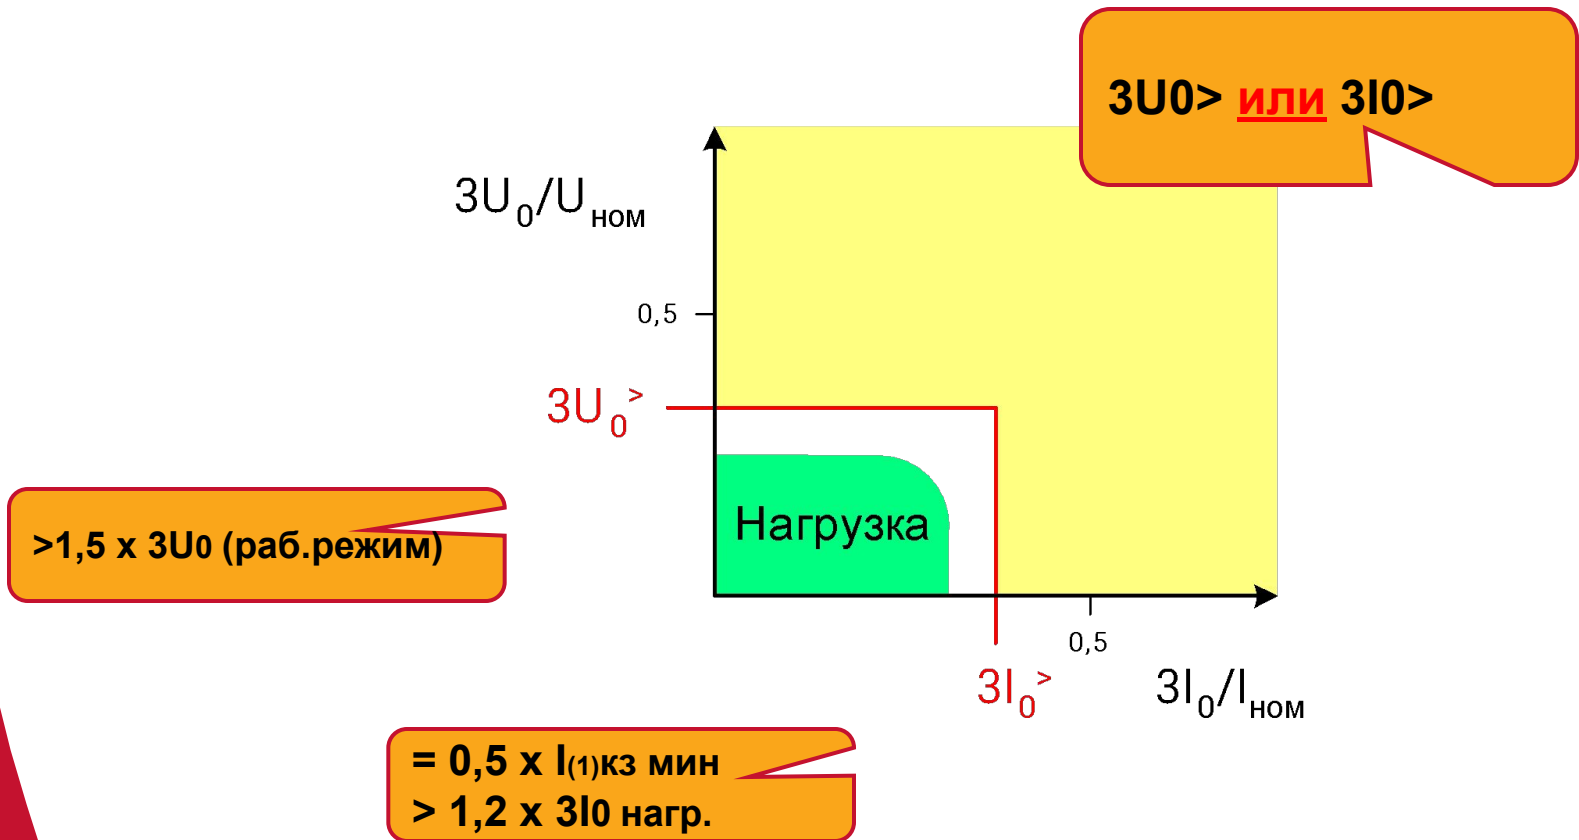 3U0> или 3I0>
3U0/Uном
0,5
3U0>
Нагрузка
>1,5 x 3U0 (раб.режим)
0,5
3I0>
3I0/Iном
= 0,5 x I(1)кз мин
> 1,2 x 3I0 нагр.